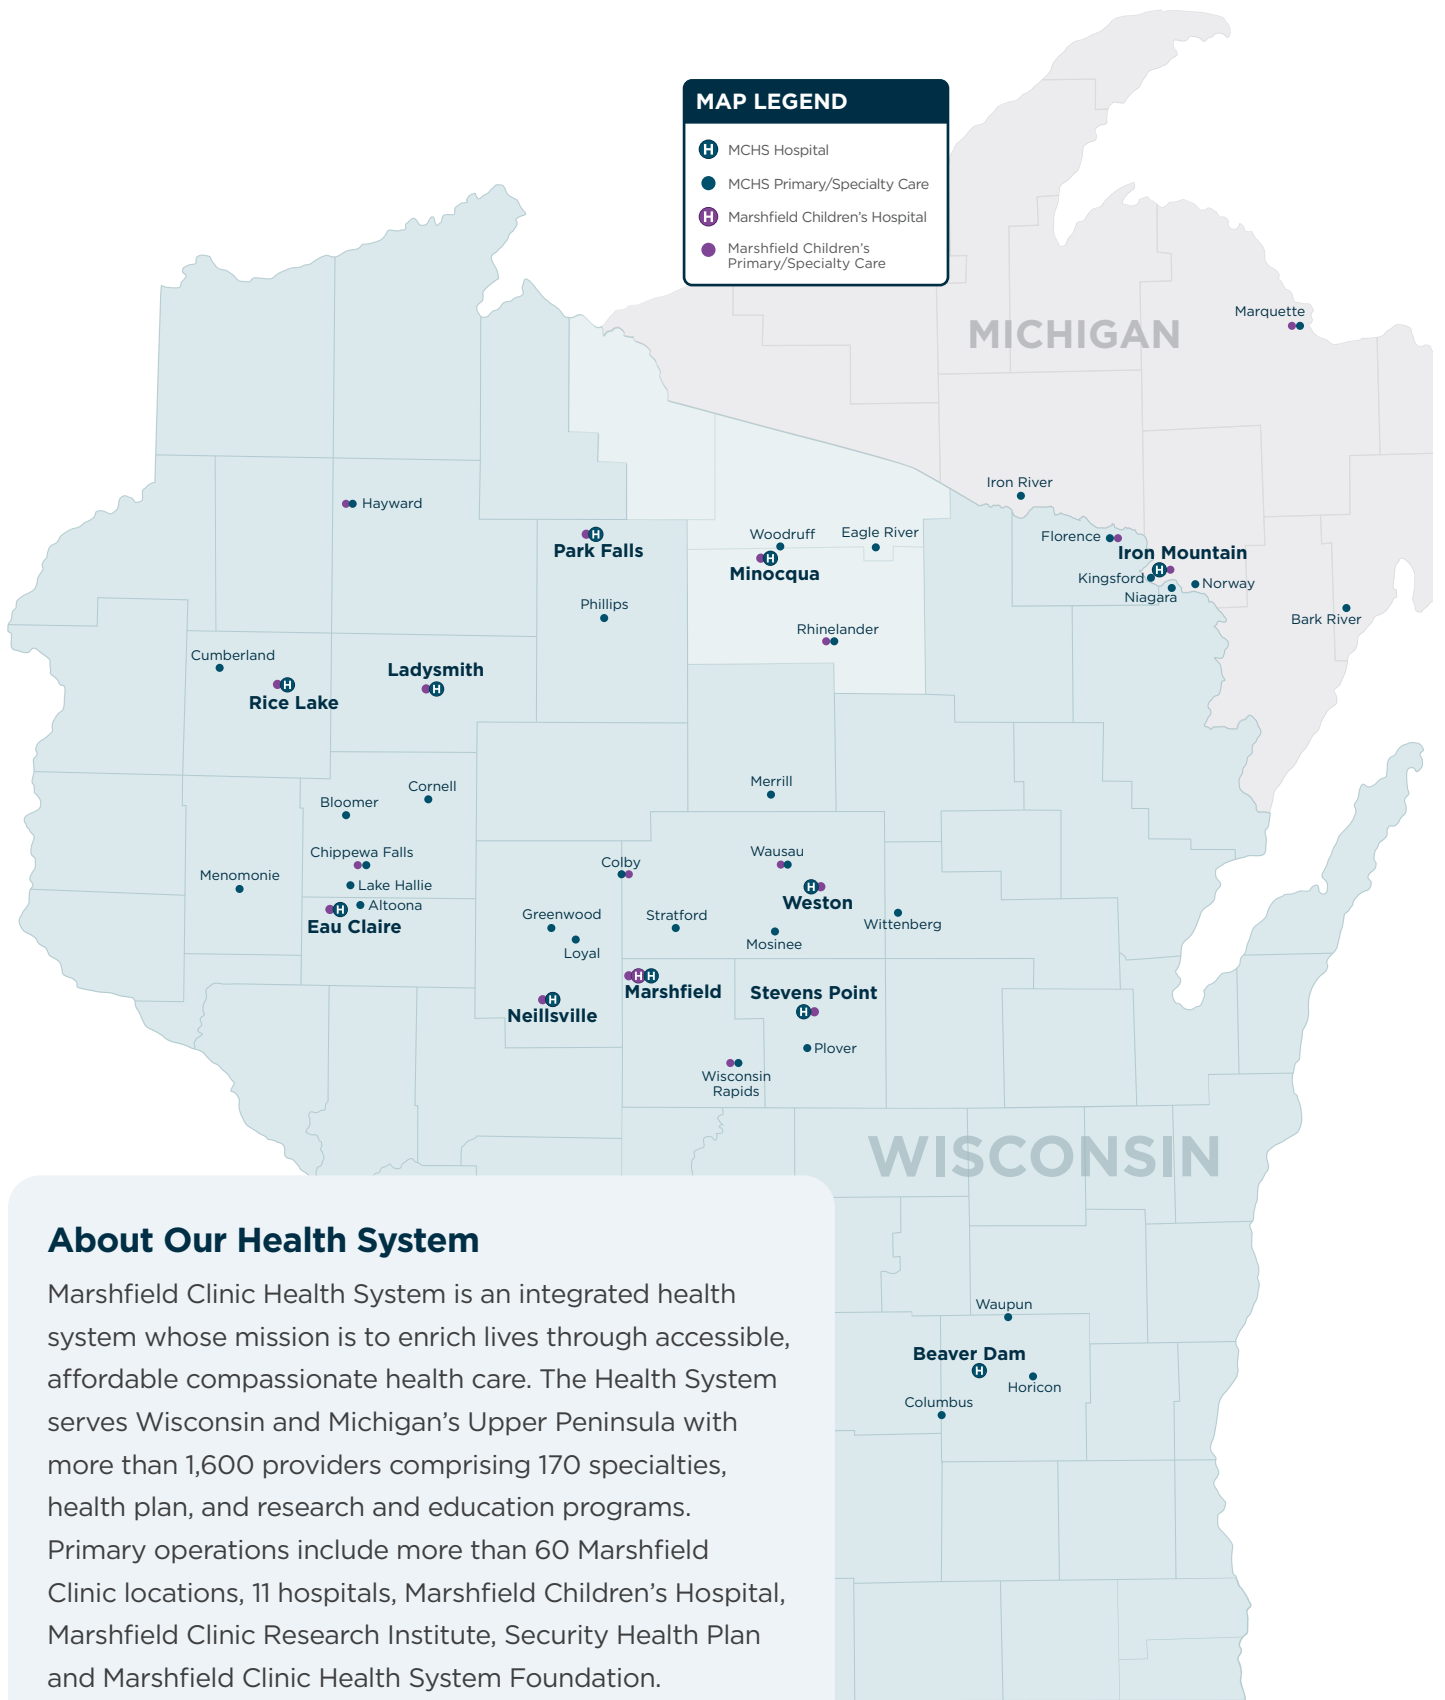 MAP LEGEND
H MCHS Hospital
MCHS Primary/Specialty Care
H Marshfield Children's Hospital
Marshfield Children's
Primary/Specialty Care
Marquette
MICHIGAN
Iron River
Hayward
Park Falls
H
Woodruff
Eagle River
Florence
Minocqua
H
Iron Mountain
H
Kingsford
Norway
Niagara
Phillips
Bark River
Rhinelander
Cumberland
Ladysmith
H
Rice Lake
H
Merrill
Cornell
Bloomer
Chippewa Falls
Colby
Wausau
Menomonie
Lake Hallie
H
Weston
H
Altoona
Eau Claire
Greenwood
Stratford
Wittenberg
Loyal
Mosinee
H H
Marshfield
Stevens Point
H
H
Neillsville
Plover
Wisconsin
Rapids
WISCONSIN
Waupun
Beaver Dam
H
Horicon
Columbus
About Our Health System
Marshfield Clinic Health System is an integrated health
system whose mission is to enrich lives through accessible,
affordable compassionate health care. The Health System
serves Wisconsin and Michigan's Upper Peninsula with
more than 1,600 providers comprising 170 specialties,
health plan, and research and education programs.
Primary operations include more than 60 Marshfield
Clinic locations, 11 hospitals, Marshfield Children's Hospital,
Marshfield Clinic Research Institute, Security Health Plan
and Marshfield Clinic Health System Foundation.